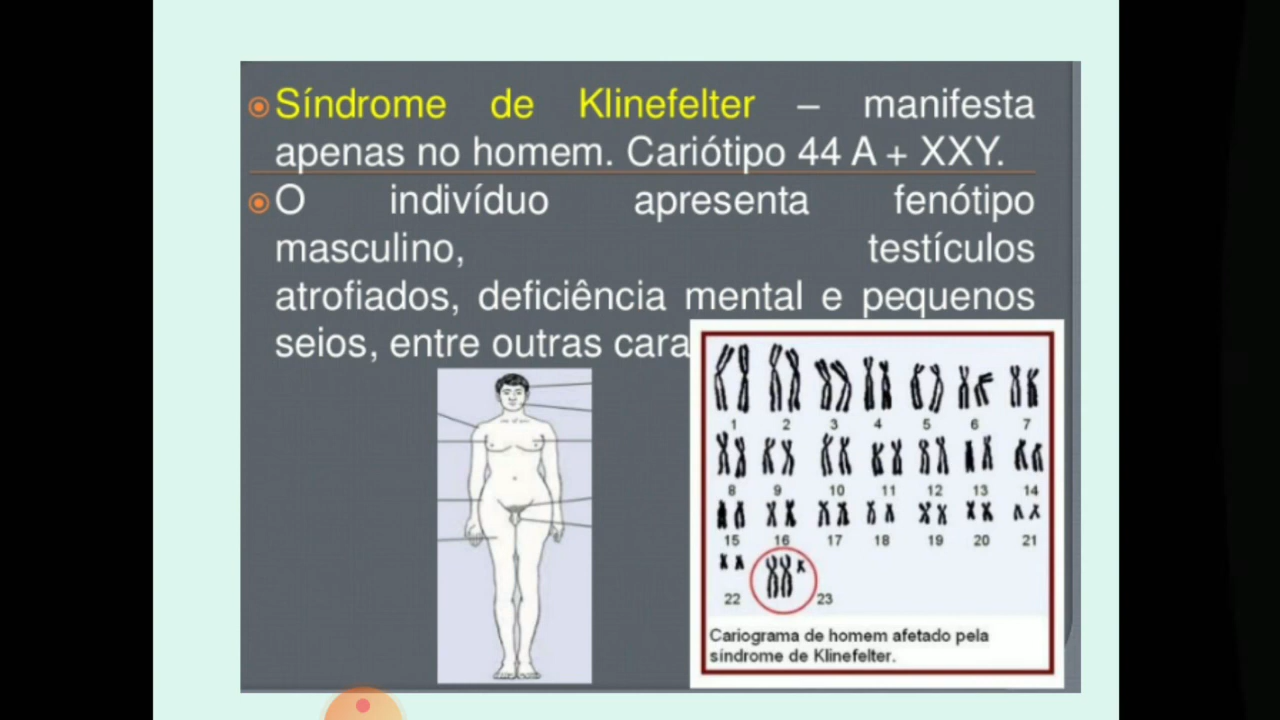 Síndrome de Klinefelter – manifesta
apenas no homem. Cariótipo 44 A + XXY.
O indivíduo apresenta fenótipo
masculino, testículos
atrofiados, deficiência mental e pequenos
seios, entre outras cara
1 2 3 4 5 6 7
8 9 10 11 12 13 14
15 16 17 18 19 20 21
22 23
Cariograma de homem afetado pela
síndrome de Klinefelter.